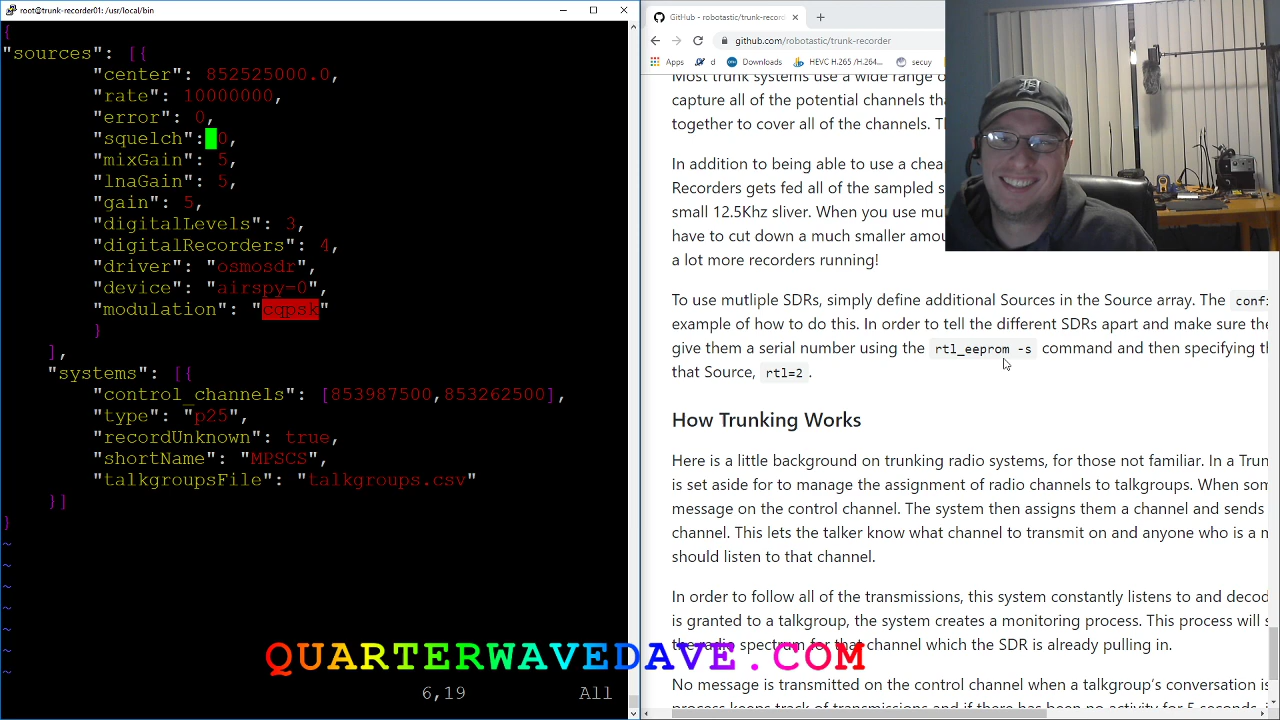 root@trunk-recorder01: /usr/local/bin
{
"sources": [{
"center": 852525000.0,
"rate": 10000000,
"error": 0,
"squelch": 0,
"mixGain": 5,
"lnaGain": 5,
"gain": 5,
"digitalLevels": 3,
"digitalRecorders": 4,
"driver": "osmosdr",
"device": "airspy=0",
"modulation": "cqpsk"
}
],
"systems": [{
"control_channels": [853987500,853262500],
"type": "p25",
"recordUnknown": true,
"shortName": "MPSCS",
"talkgroupsFile": "talkgroups.csv"
}]
}
~
~
~
~
~
~
~
6,19 All
GitHub - robotastic/trunk-record
github.com/robotastic/trunk-recorder
Apps d Downloads HEVC H.265 /H.264... secuy
Most trunk systems use a wide range o
capture all of the potential channels tha
together to cover all of the channels. T
In addition to being able to use a chea
Recorders gets fed all of the sampled s
small 12.5Khz sliver. When you use mu
have to cut down a much smaller amou
a lot more recorders running!
To use mutliple SDRs, simply define additional Sources in the Source array. The confi
example of how to do this. In order to tell the different SDRs apart and make sure the
give them a serial number using the rtl_eeprom -s command and then specifying th
that Source, rtl=2 .
How Trunking Works
Here is a little background on trunking radio systems, for those not familiar. In a Trun
is set aside for to manage the assignment of radio channels to talkgroups. When som
message on the control channel. The system then assigns them a channel and sends
channel. This lets the talker know what channel to transmit on and anyone who is a m
should listen to that channel.
In order to follow all of the transmissions, this system constantly listens to and decod
is granted to a talkgroup, the system creates a monitoring process. This process will s
the radio spectrum for that channel which the SDR is already pulling in.
QUARTERWAVEDAVE.COM
No message is transmitted on the control channel when a talkgroup's conversation is